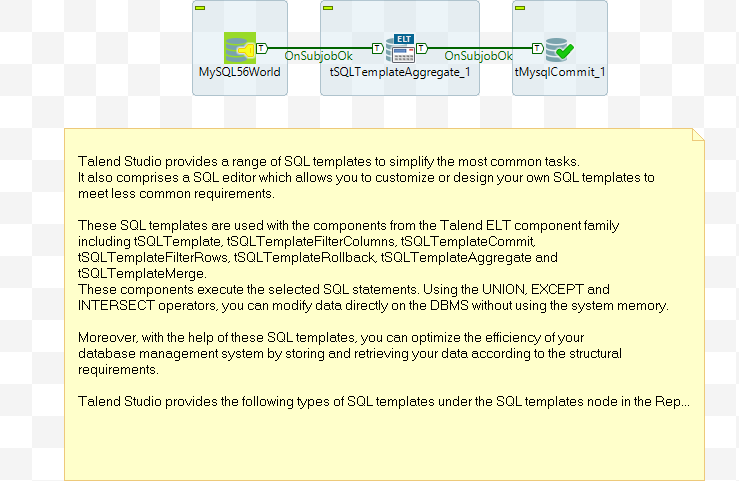 ELT
T
T
T
T
OnSubjobOk
OnSubjobOk
MySQL56World
tSQLTemplateAggregate_1
tMysqlCommit_1
Talend Studio provides a range of SQL templates to simplify the most common tasks.
It also comprises a SQL editor which allows you to customize or design your own SQL templates to
meet less common requirements.
These SQL templates are used with the components from the Talend ELT component family
including tSQLTemplate, tSQLTemplateFilterColumns, tSQLTemplateCommit,
tSQLTemplateFilterRows, tSQLTemplateRollback, tSQLTemplateAggregate and
tSQLTemplateMerge.
These components execute the selected SQL statements. Using the UNION, EXCEPT and
INTERSECT operators, you can modify data directly on the DBMS without using the system memory.
Moreover, with the help of these SQL templates, you can optimize the efficiency of your
database management system by storing and retrieving your data according to the structural
requirements.
Talend Studio provides the following types of SQL templates under the SQL templates node in the Rep...